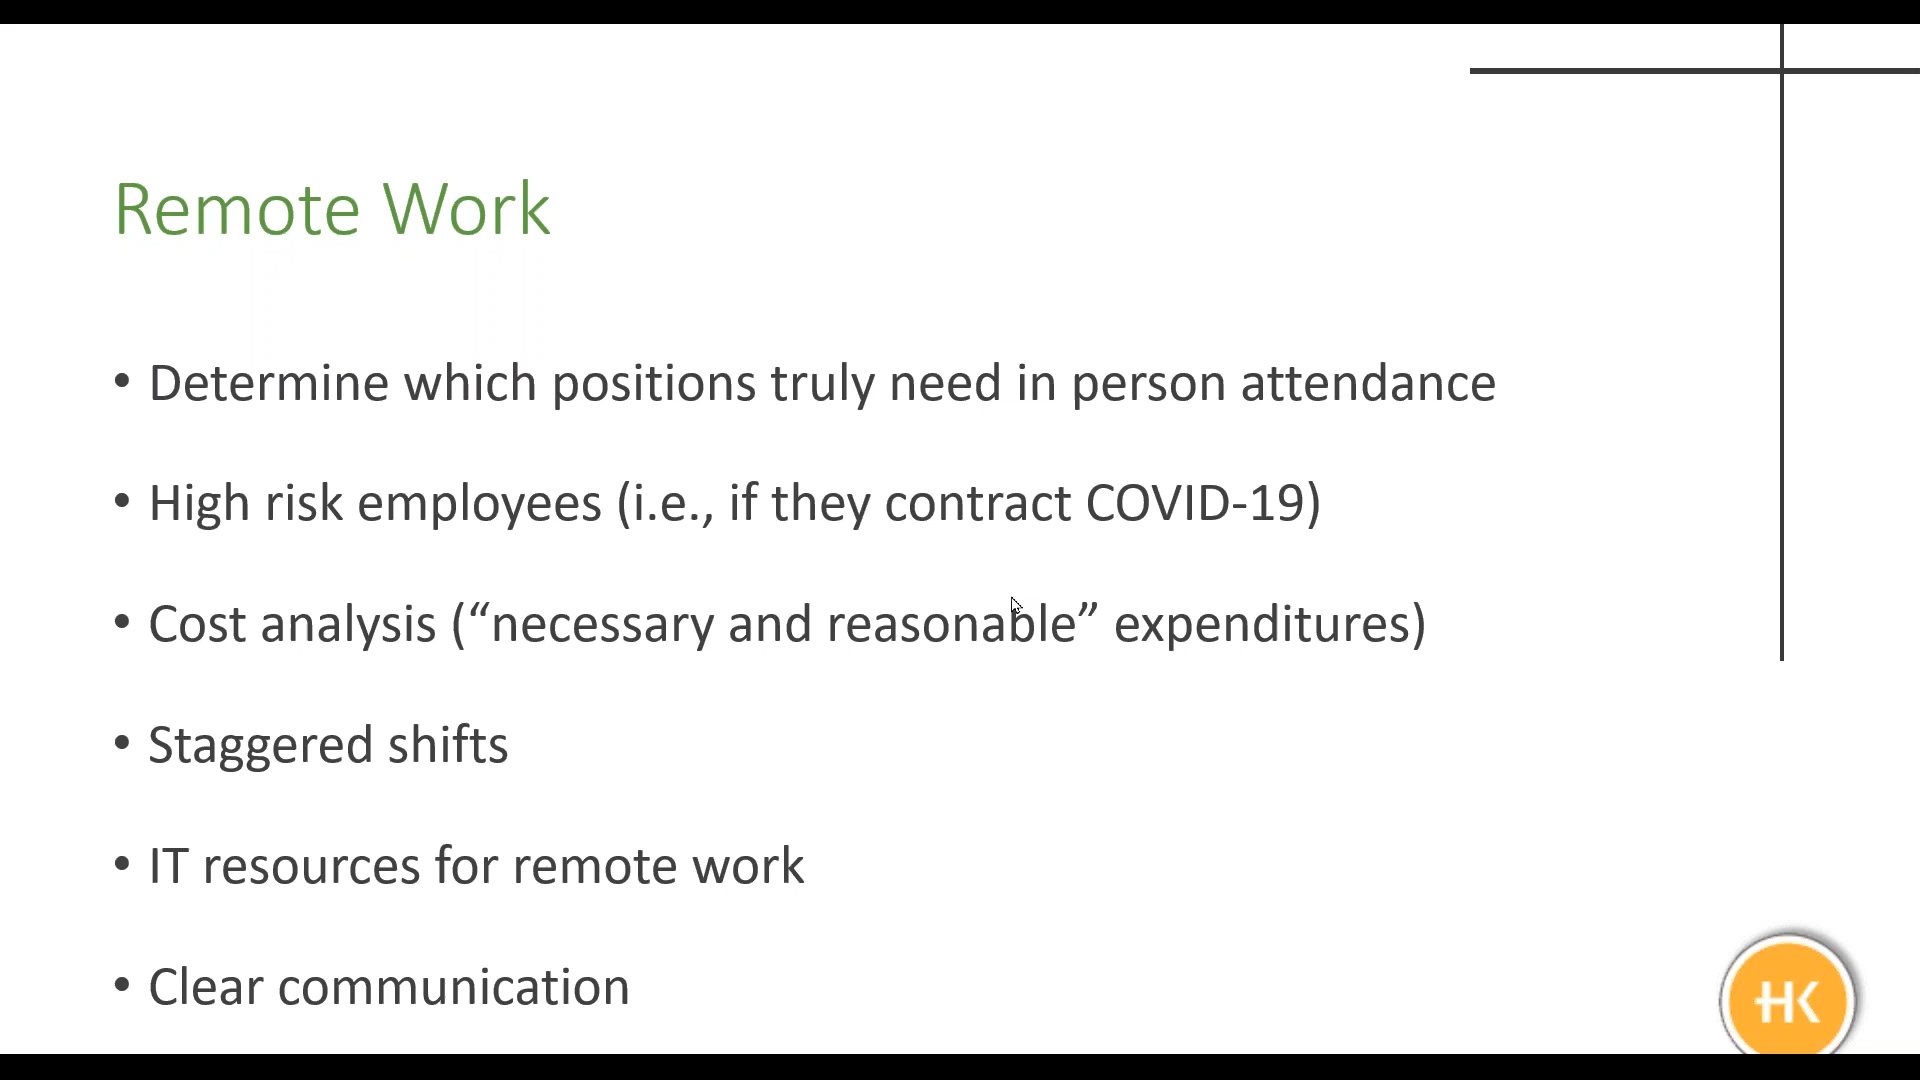 Remote Work
• Determine which positions truly need in person attendance
• High risk employees (i.e., if they contract COVID-19)
• Cost analysis (“necessary and reasonable” expenditures)
• Staggered shifts
• IT resources for remote work
• Clear communication
HK